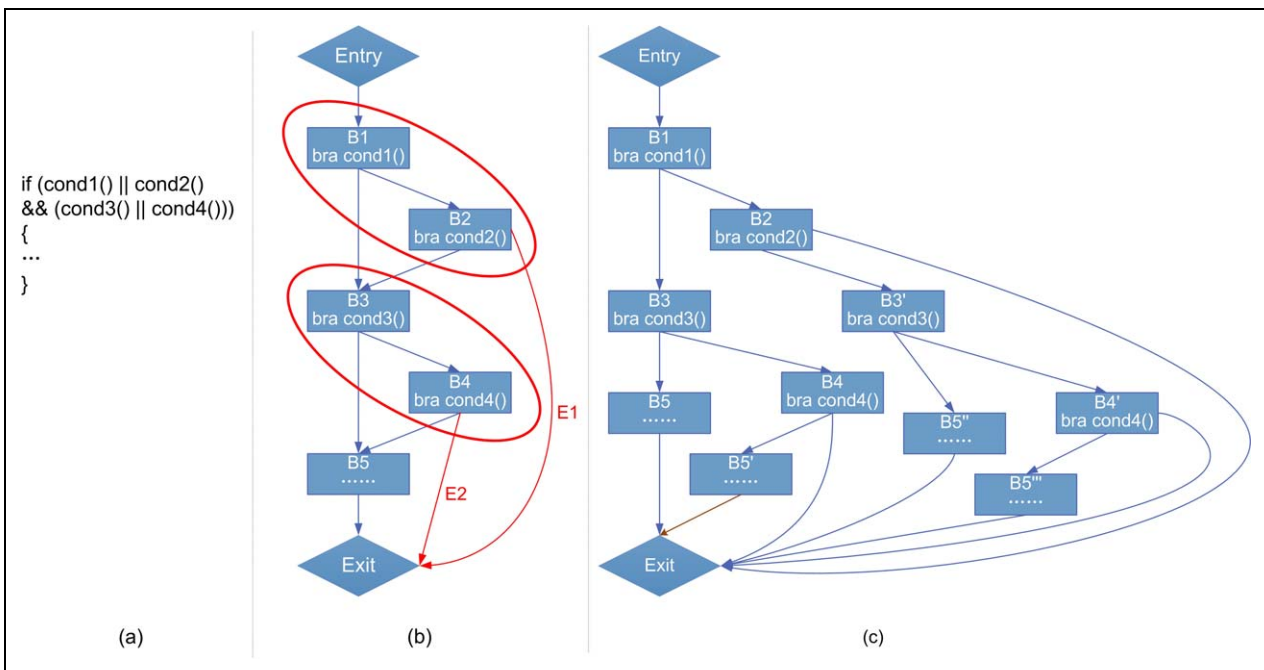 if (cond1() || cond2()
&& (cond3() || cond4()))
{
...
}
(a)
Entry
B1
bra cond1()
B2
bra cond2()
B3
bra cond3()
B4
bra cond4()
E1
B5
......
E2
Exit
(b)
Entry
B1
bra cond1()
B2
bra cond2()
B3
bra cond3()
B3'
bra cond3()
B4
bra cond4()
B5
......
B4'
bra cond4()
B5''
......
B5'
......
B5'''
......
Exit
(c)